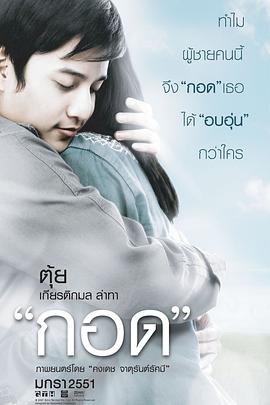 ทำไม
ผู้ชายคนนี้
จึง “กอด” เธอ
ได้ “อบอุ่น”
กว่าใคร
ตุ้ย
เกียรติกมล ล่าทา
“กอด”
ภาพยนตร์โดย “คงเดช จาตุรันต์รัศมี”
มกรา 2551